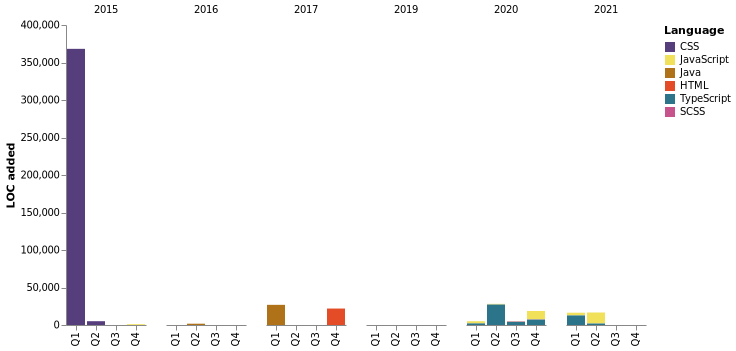 2015 2016 2017 2019 2020 2021
Language
CSS
JavaScript
Java
HTML
TypeScript
SCSS
LOC added
400,000
350,000
300,000
250,000
200,000
150,000
100,000
50,000
0
Q1 Q2 Q3 Q4 Q1 Q2 Q3 Q4 Q1 Q2 Q3 Q4 Q1 Q2 Q3 Q4 Q1 Q2 Q3 Q4 Q1 Q2 Q3 Q4